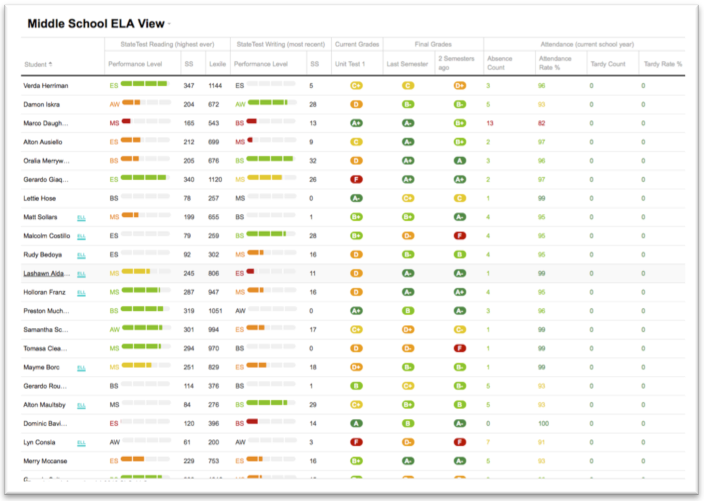 Middle School ELA View
StateTest Reading (highest ever) StateTest Writing (most recent) Current Grades Final Grades Attendance (current school year)
Student Performance Level SS Lexile Performance Level SS Unit Test 1 Last Semester 2 Semesters ago Absence Count Attendance Rate % Tardy Count Tardy Rate %
Verda Herriman ES 347 1144 ES 5 C+ C D+ 3 96 0 0
Damon Iskra AW 204 672 AW 28 D B- B- 5 93 0 0
Marco Daugh... MS 165 543 BS 13 A+ A- B+ 13 82 0 0
Alton Ausiello ES 212 699 MS 9 C A- B+ 2 97 0 0
Oralia Merryw... BS 205 676 BS 32 D A+ A 3 96 0 0
Gerardo Giaq... ES 340 1120 MS 26 F A+ A+ 2 97 0 0
Lettie Hose BS 78 257 MS 0 A- C+ C 1 99 0 0
Matt Sollars ELL MS 199 655 BS 1 B+ B+ A- 4 95 0 0
Malcolm Costillo ELL ES 79 259 BS 28 B+ D- F 4 95 0 0
Rudy Bedoya ELL ES 92 302 MS 16 D B- B 4 95 0 0
Lashawn Alda... ELL MS 245 806 ES 11 D A- A- 1 99 0 0
Holloran Franz ELL MS 287 947 MS 16 D A- A+ 4 95 0 0
Preston Much... ELL BS 319 1051 AW 0 A+ B A- 3 96 0 0
Samantha Sc... ELL AW 301 994 ES 17 C+ D+ C- 1 99 0 0
Tomasa Clea... ELL MS 294 970 BS 0 D D- F 1 99 0 0
Mayme Borc ELL MS 251 829 ES 18 D+ B- B+ 1 99 0 0
Gerardo Rou... BS 114 376 BS 1 B C+ B+ 5 93 0 0
Alton Maultsby ELL MS 84 276 BS 29 C+ B+ B 5 93 0 0
Dominic Bavi... ES 120 396 BS 14 A B A- 0 100 0 0
Lyn Consla ELL AW 61 200 AW 3 F D- F 7 91 0 0
Merry Mccanse ES 229 753 ES 16 B+ A- A- 5 93 0 0